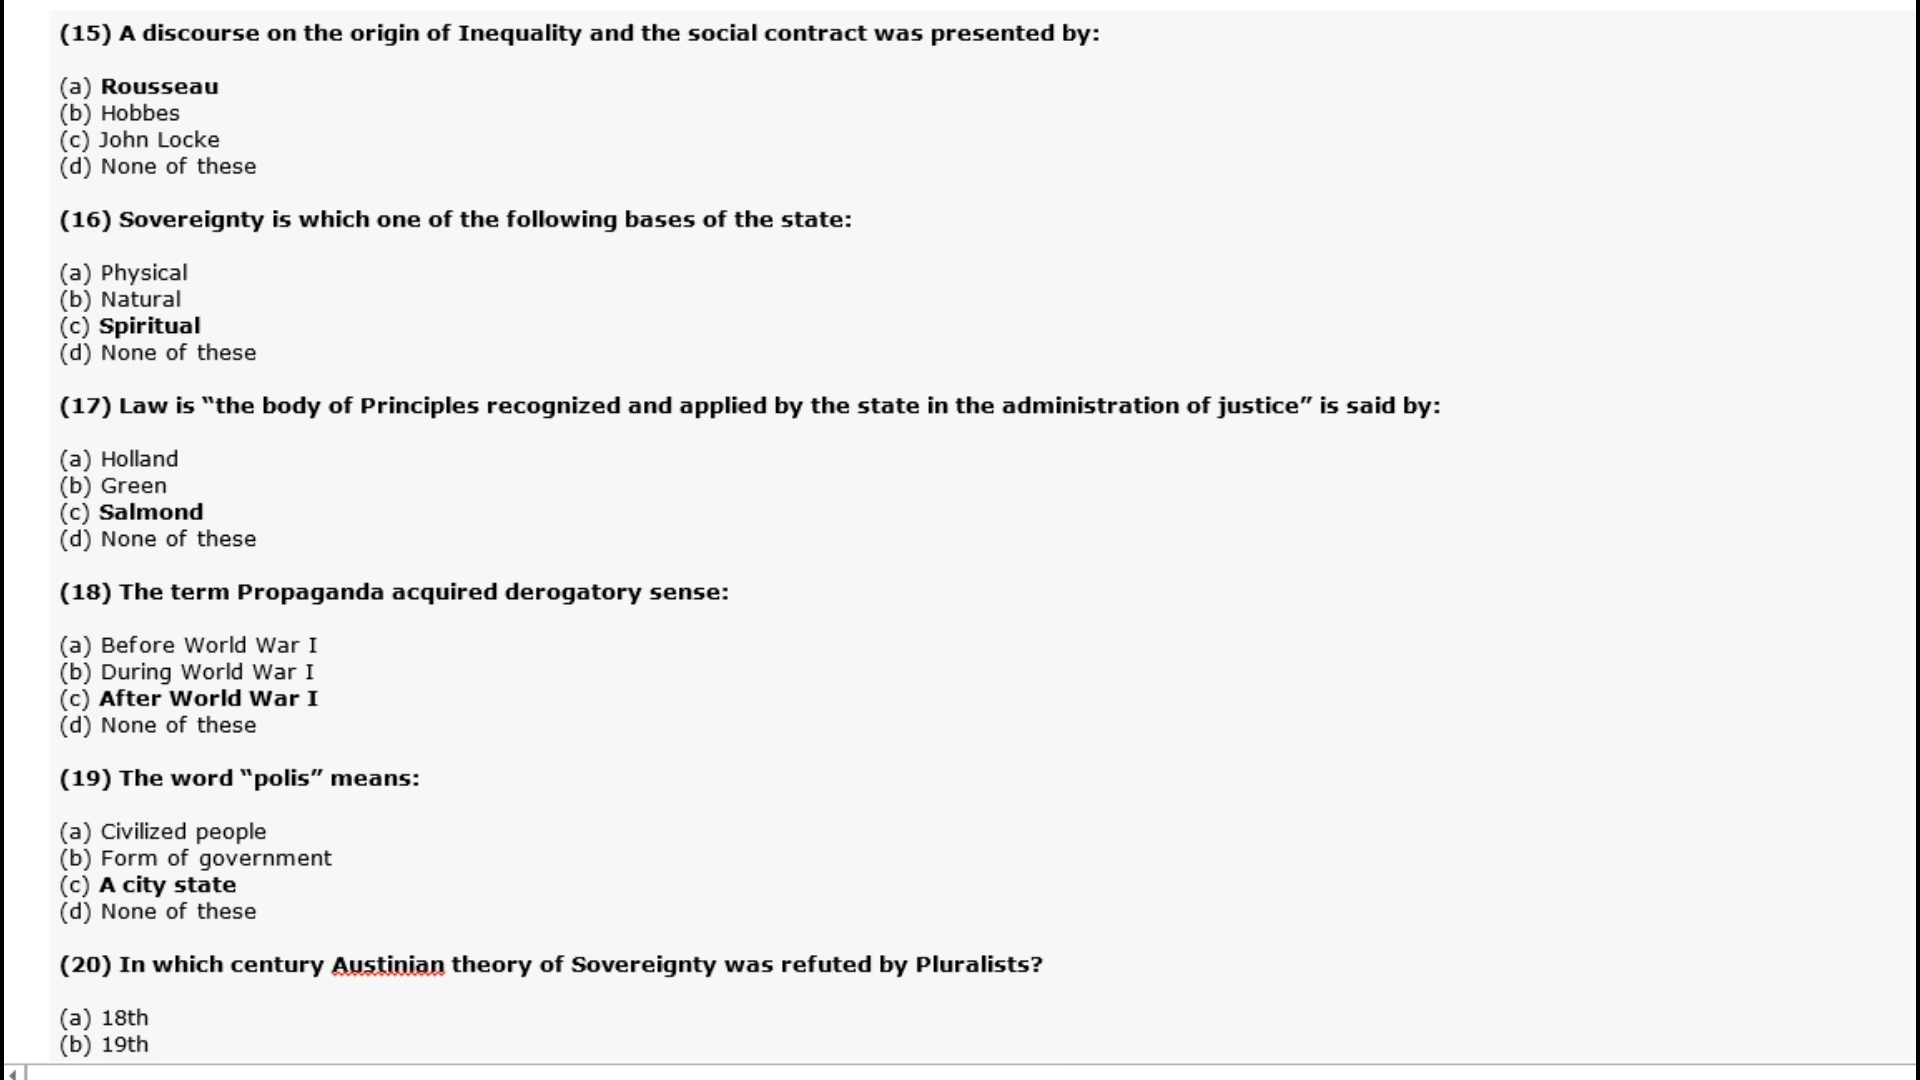 (15) A discourse on the origin of Inequality and the social contract was presented by:
(a) Rousseau
(b) Hobbes
(c) John Locke
(d) None of these
(16) Sovereignty is which one of the following bases of the state:
(a) Physical
(b) Natural
(c) Spiritual
(d) None of these
(17) Law is “the body of Principles recognized and applied by the state in the administration of justice” is said by:
(a) Holland
(b) Green
(c) Salmond
(d) None of these
(18) The term Propaganda acquired derogatory sense:
(a) Before World War I
(b) During World War I
(c) After World War I
(d) None of these
(19) The word “polis” means:
(a) Civilized people
(b) Form of government
(c) A city state
(d) None of these
(20) In which century Austinian theory of Sovereignty was refuted by Pluralists?
(a) 18th
(b) 19th